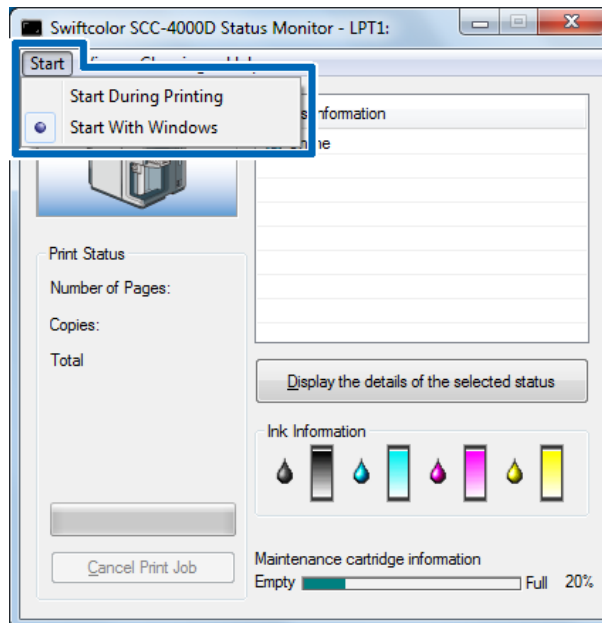 Swiftcolor SCC-4000D Status Monitor - LPT1:
Start
Start During Printing
Start With Windows
Print Status
Number of Pages:
Copies:
Total
Cancel Print Job
Display the details of the selected status
Ink Information
Maintenance cartridge information
Empty Full 20%